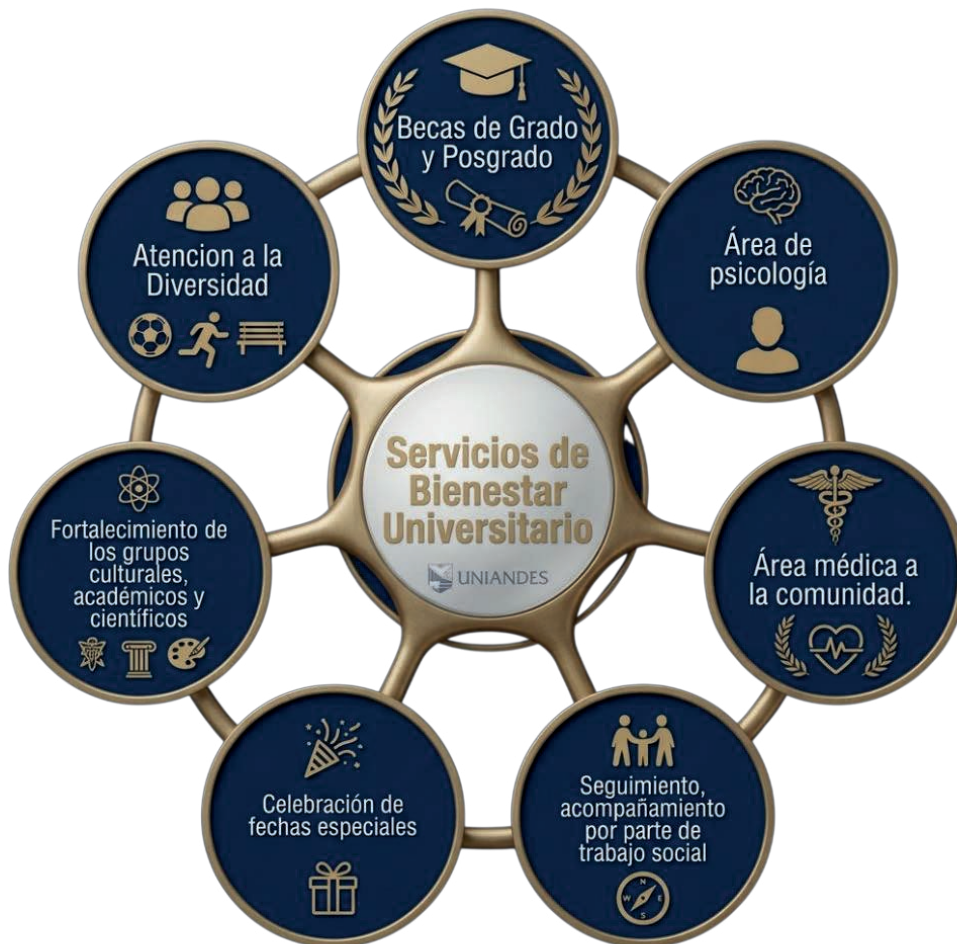 Becas de Grado
y Posgrado
Área de
psicología
Área médica a
la comunidad.
Seguimiento,
acompañamiento
por parte de
trabajo social
N
W E
S
Celebración de
fechas especiales
Fortalecimiento de
los grupos
culturales,
académicos y
científicos
Atencion a la
Diversidad
Servicios de
Bienestar
Universitario
UNIANDES